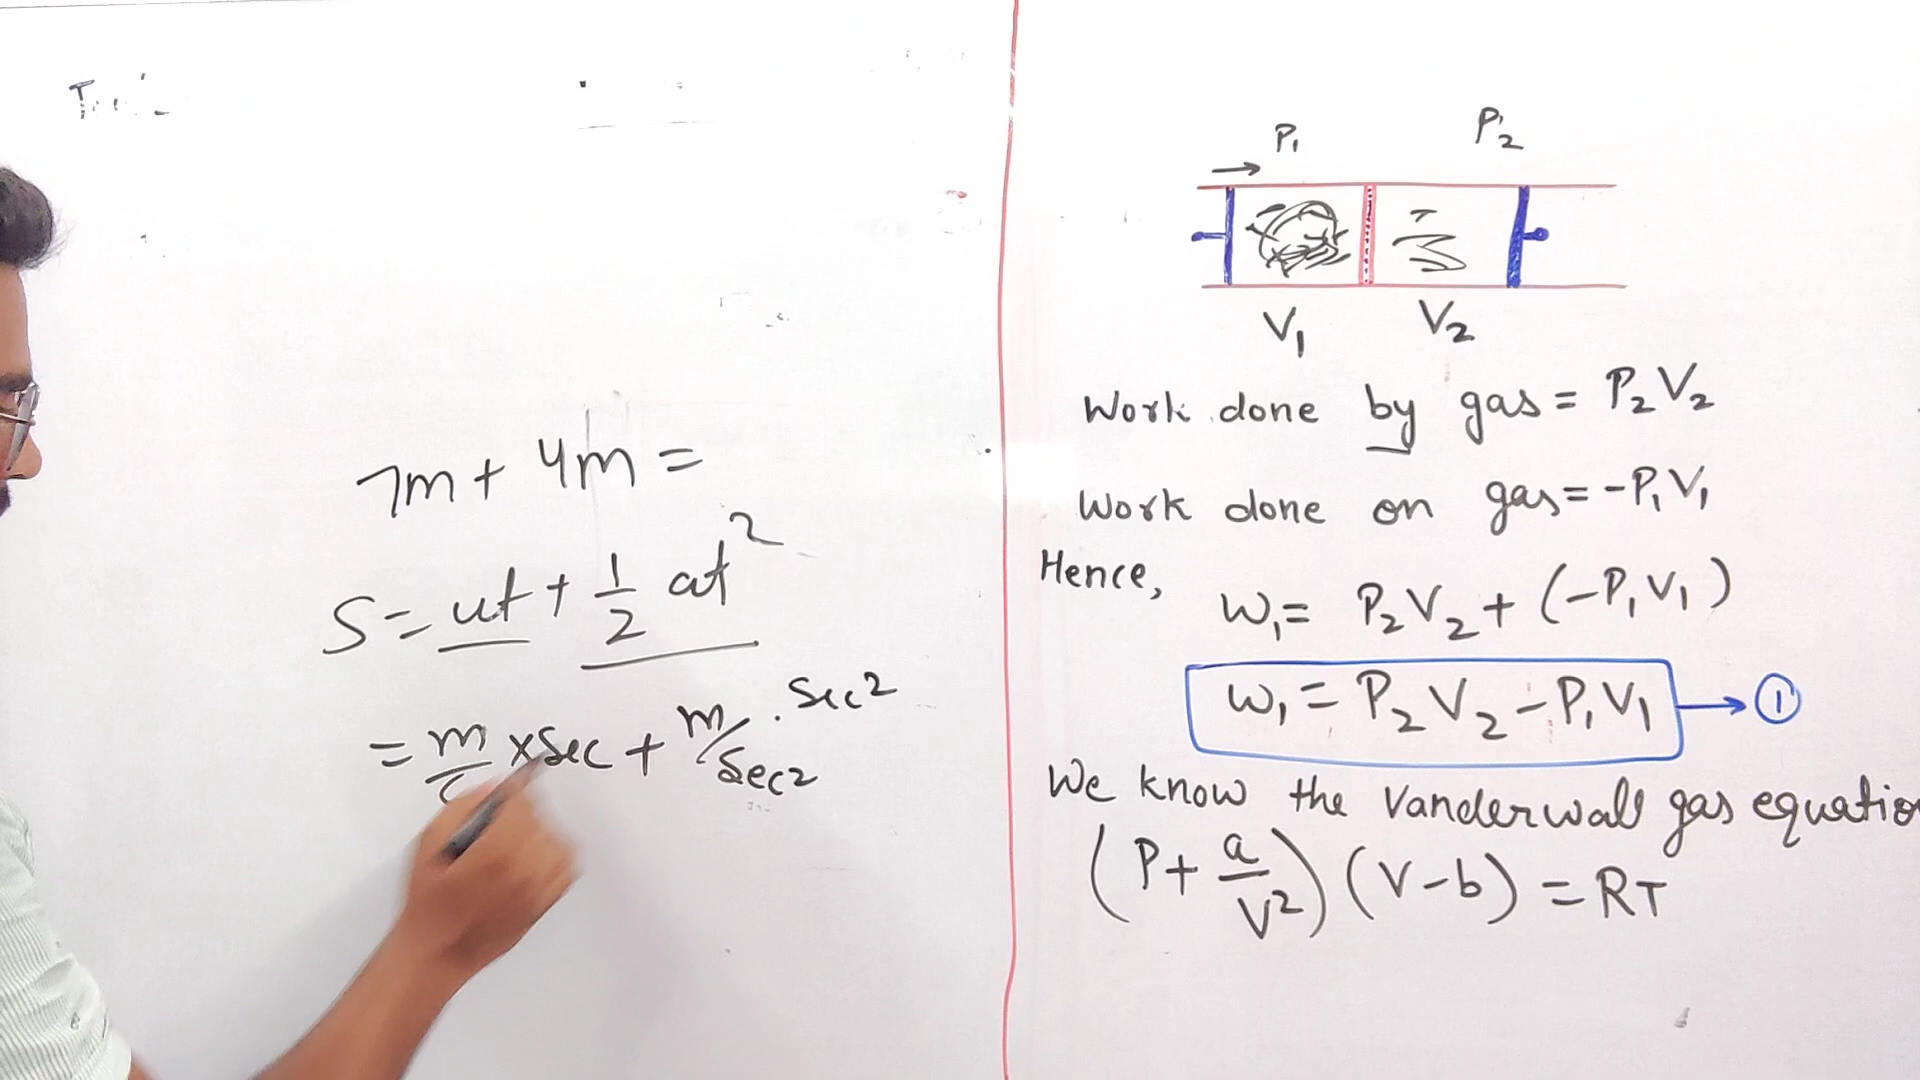 7m + 4m =
S = ut + 1/2 at²
= m/ × sec + m/sec² . sec²
P₁ P₂
V₁ V₂
Work done by gas = P₂V₂
Work done on gas = -P₁V₁
Hence,
W₁ = P₂V₂ + (-P₁V₁)
W₁ = P₂V₂ - P₁V₁ → ①
We know the Vanderwall gas equation
(P + a/V²) (V - b) = RT